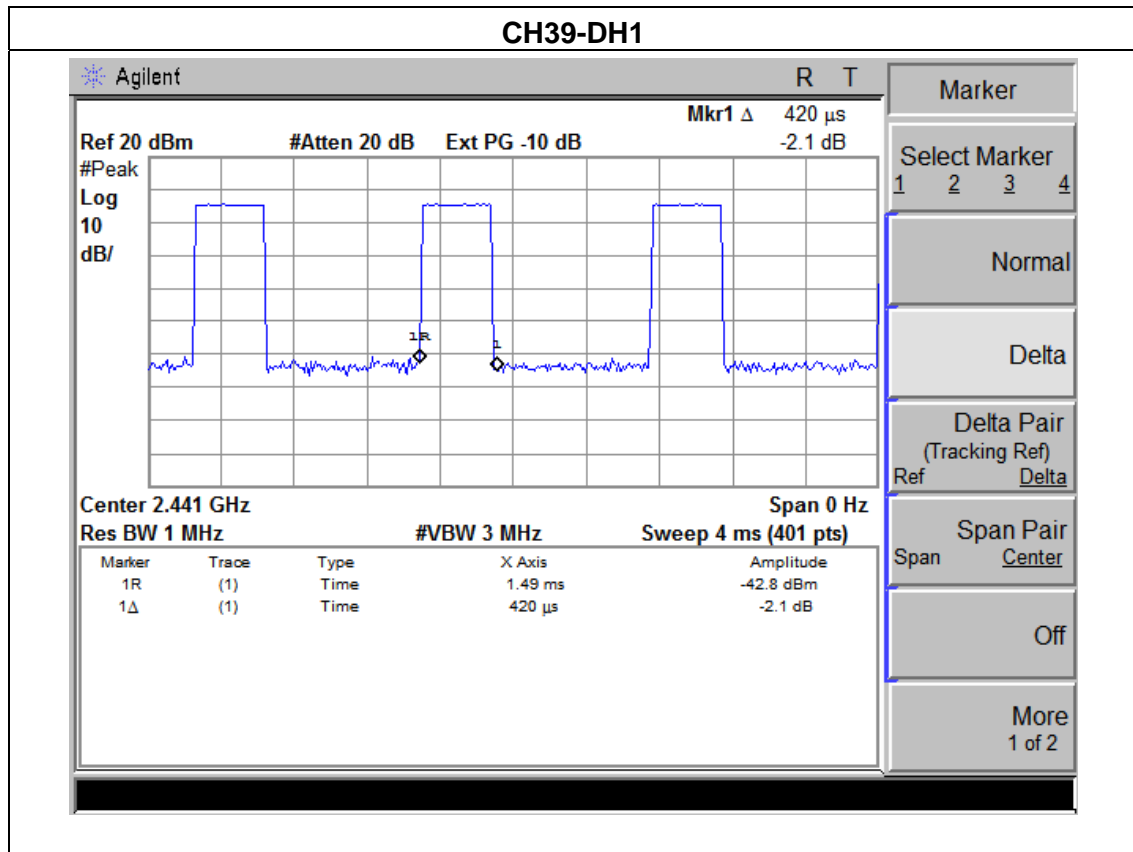 CH39-DH1
Agilent
R T
Mkr1 Δ 420 µs
Ref 20 dBm #Atten 20 dB Ext PG -10 dB -2.1 dB
#Peak
Log
10
dB/
1R
1
Center 2.441 GHz Span 0 Hz
Res BW 1 MHz #VBW 3 MHz Sweep 4 ms (401 pts)
Marker Trace Type X Axis Amplitude
1R (1) Time 1.49 ms -42.8 dBm
1Δ (1) Time 420 µs -2.1 dB
Marker
Select Marker
1 2 3 4
Normal
Delta
Delta Pair
(Tracking Ref)
Ref Delta
Span Pair
Span Center
Off
More
1 of 2